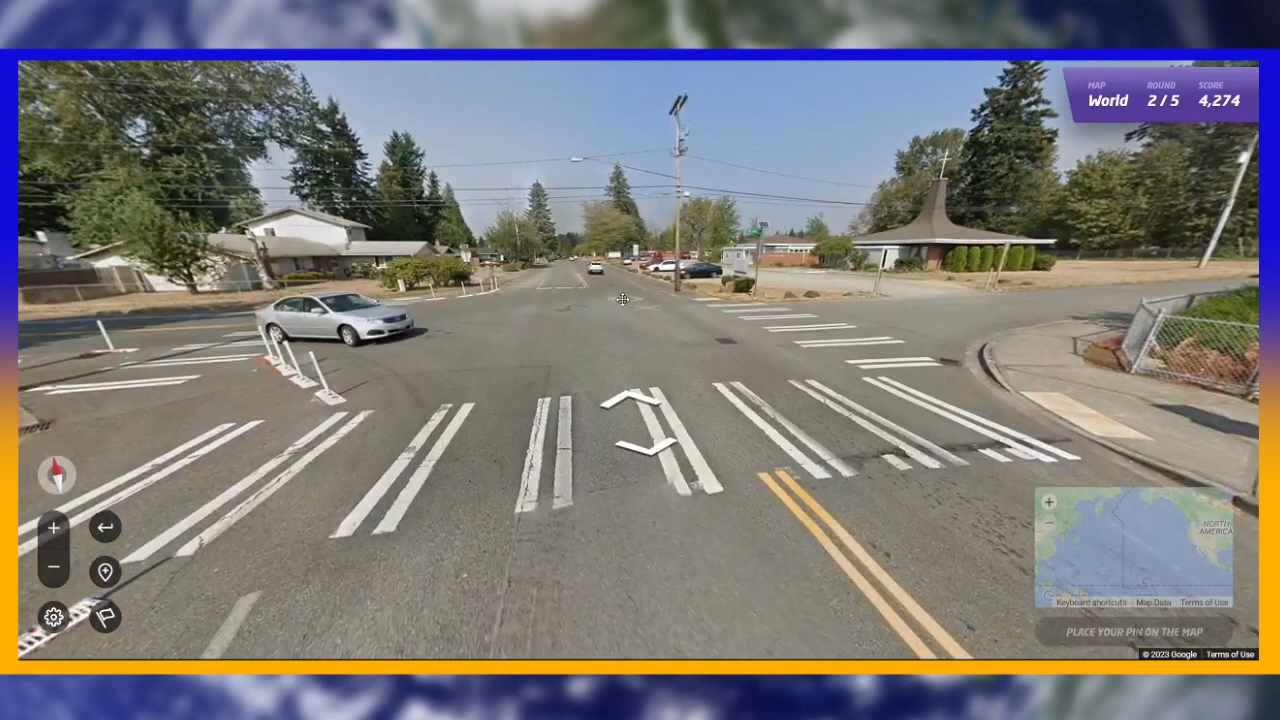 MAP ROUND SCORE
World 2 / 5 4,274
NORTH
AMERICA
Google
Keyboard shortcuts Map Data Terms of Use
PLACE YOUR PIN ON THE MAP
© 2023 Google Terms of Use